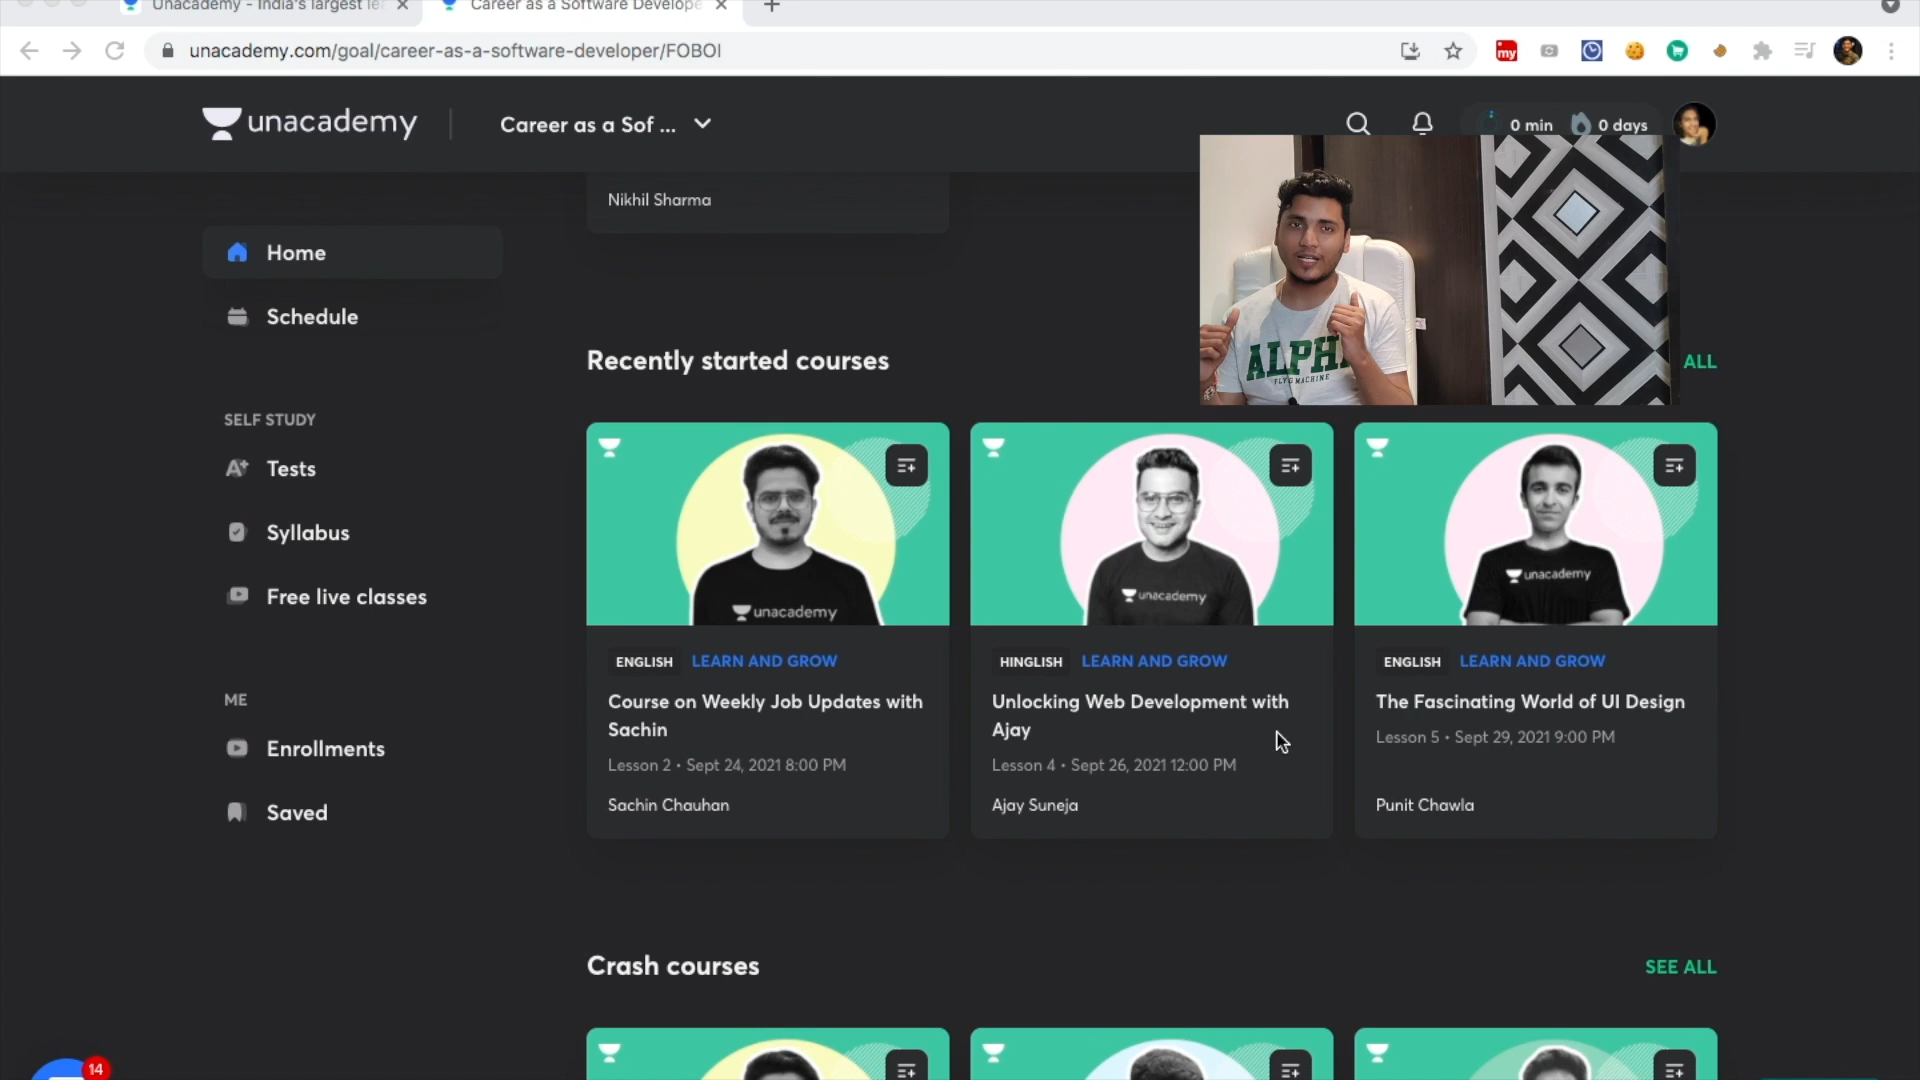 Unacademy - India's largest le
Career as a Software Develope
unacademy.com/goal/career-as-a-software-developer/FOBOI
my
unacademy
Career as a Sof ...
0 min
0 days
Nikhil Sharma
Home
Schedule
ALPH
FLYING MACHINE
Recently started courses
ALL
SELF STUDY
Tests
Syllabus
Free live classes
unacademy
unacademy
unacademy
ENGLISH LEARN AND GROW
Course on Weekly Job Updates with
Sachin
Lesson 2 • Sept 24, 2021 8:00 PM
Sachin Chauhan
HINGLISH LEARN AND GROW
Unlocking Web Development with
Ajay
Lesson 4 • Sept 26, 2021 12:00 PM
Ajay Suneja
ENGLISH LEARN AND GROW
The Fascinating World of UI Design
Lesson 5 • Sept 29, 2021 9:00 PM
Punit Chawla
ME
Enrollments
Saved
Crash courses
SEE ALL
14